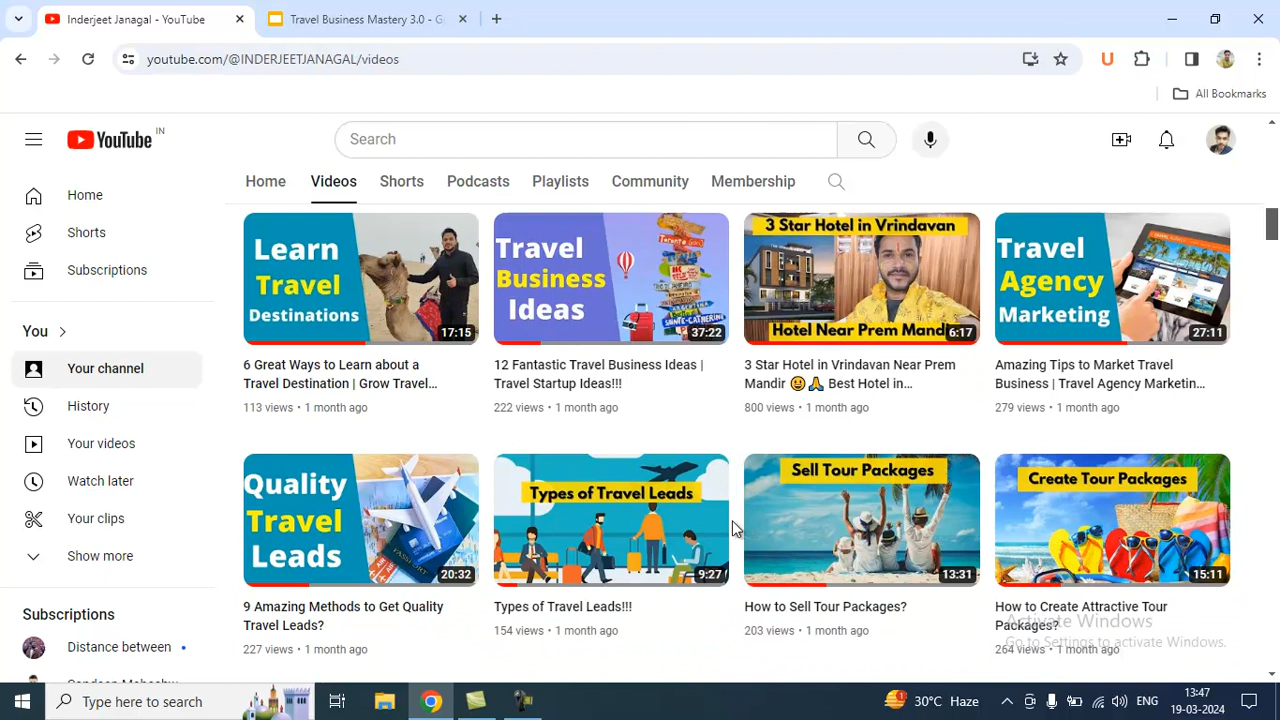 Inderjeet Janagal - YouTube
Travel Business Mastery 3.0 - G
youtube.com/@INDERJEETJANAGAL/videos
U
All Bookmarks
YouTube IN
Search
Home Videos Shorts Podcasts Playlists Community Membership
Home
Shorts
Subscriptions
You
Your channel
History
Your videos
Watch later
Your clips
Show more
Subscriptions
Distance between
Learn
Travel
Destinations
17:15
6 Great Ways to Learn about a
Travel Destination | Grow Travel...
113 views • 1 month ago
Travel
Business
Ideas
37:22
12 Fantastic Travel Business Ideas |
Travel Startup Ideas!!!
222 views • 1 month ago
3 Star Hotel in Vrindavan
Hotel Near Prem Mandi
6:17
3 Star Hotel in Vrindavan Near Prem
Mandir 😀🙏 Best Hotel in...
800 views • 1 month ago
Travel
Agency
Marketing
27:11
Amazing Tips to Market Travel
Business | Travel Agency Marketin...
279 views • 1 month ago
Quality
Travel
Leads
20:32
9 Amazing Methods to Get Quality
Travel Leads?
227 views • 1 month ago
Types of Travel Leads
9:27
Types of Travel Leads!!!
154 views • 1 month ago
Sell Tour Packages
13:31
How to Sell Tour Packages?
203 views • 1 month ago
Create Tour Packages
15:11
How to Create Attractive Tour
Packages?
264 views • 1 month ago
Activate Windows
Go to Settings to activate Windows.
Type here to search
30°C Haze
ENG
13:47
19-03-2024